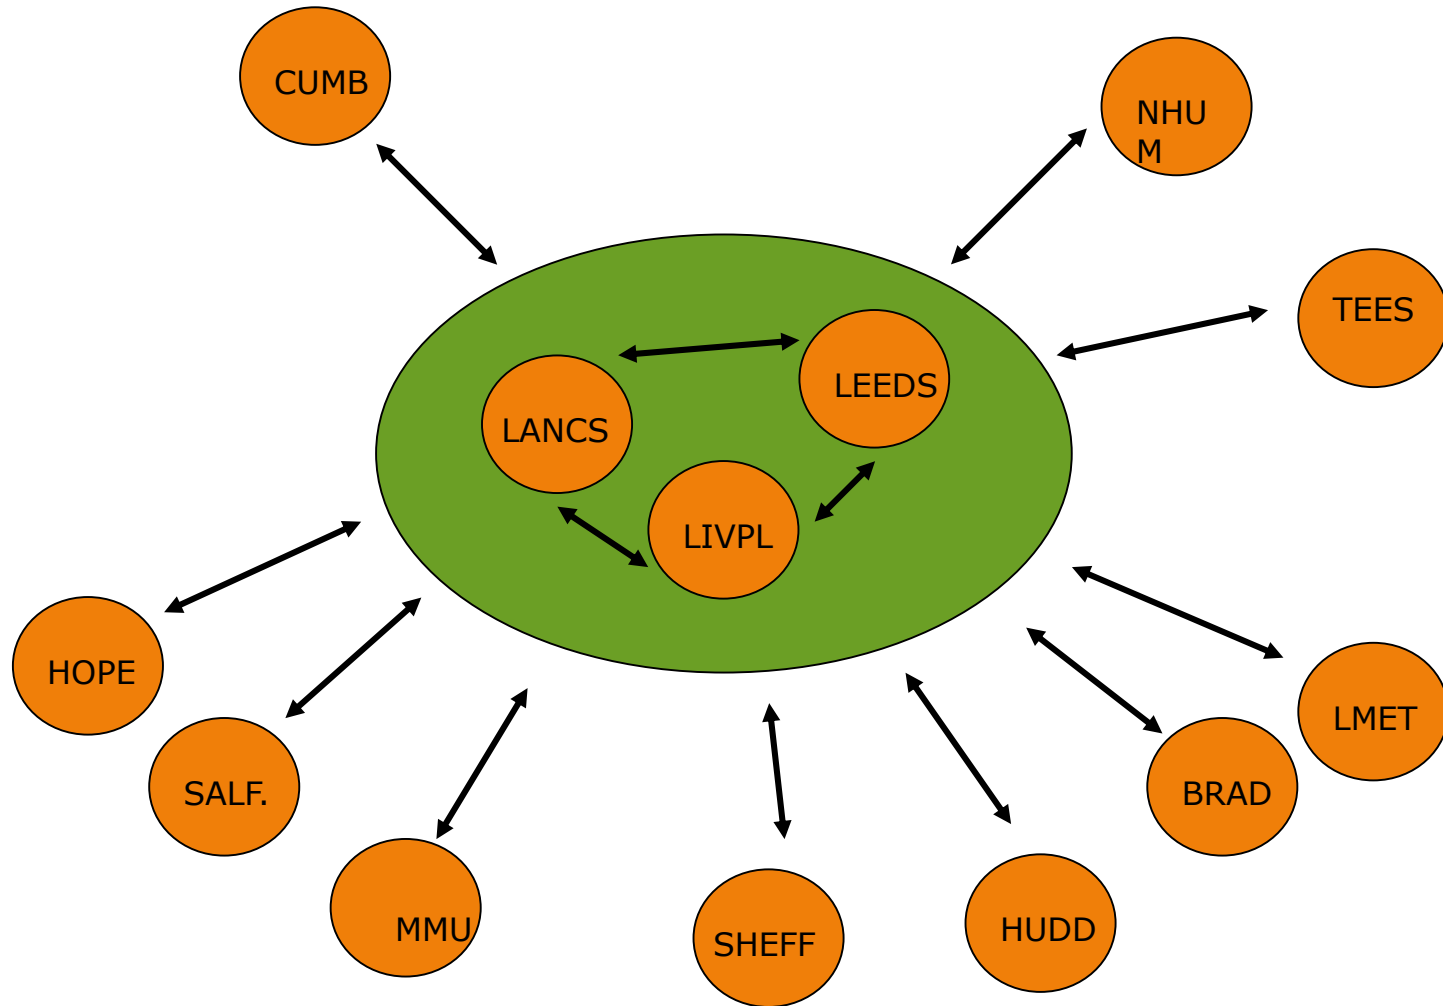 CUMB
NHU
M
TEES
LEEDS
LANCS
LIVPL
HOPE
LMET
SALF.
BRAD
MMU
SHEFF
HUDD